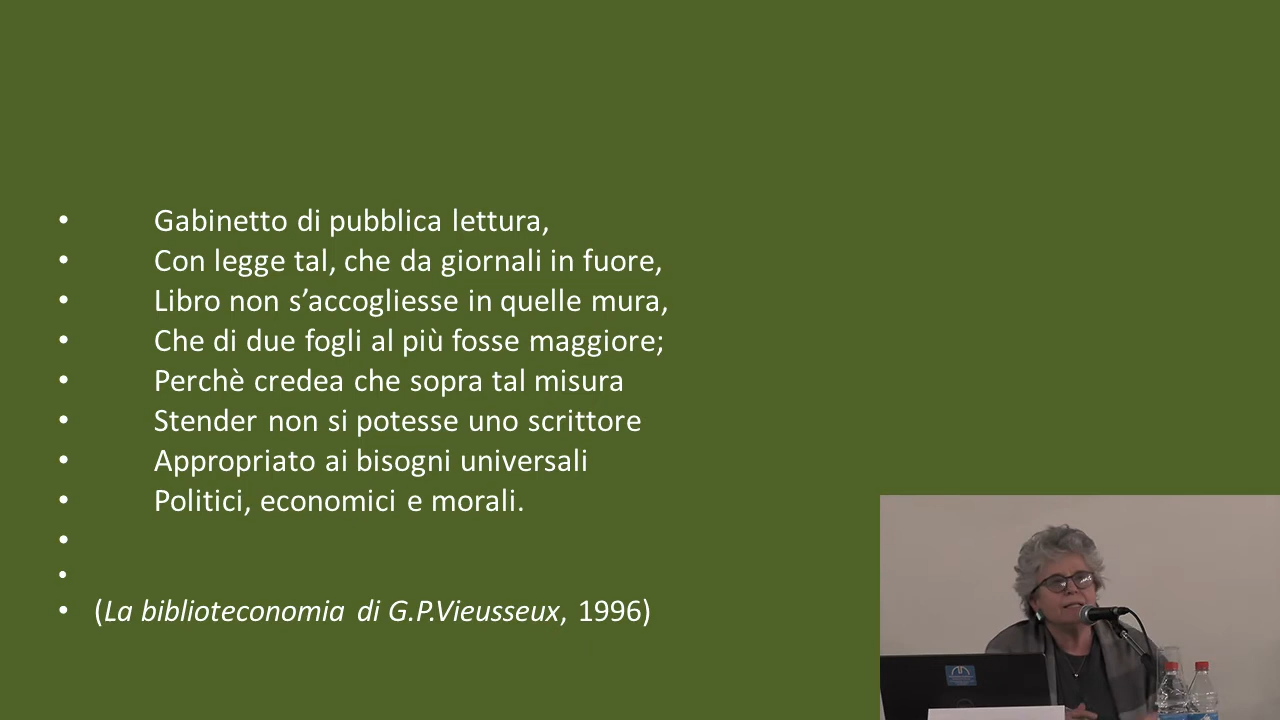 • Gabinetto di pubblica lettura,
• Con legge tal, che da giornali in fuore,
• Libro non s’accogliesse in quelle mura,
• Che di due fogli al più fosse maggiore;
• Perchè credea che sopra tal misura
• Stender non si potesse uno scrittore
• Appropriato ai bisogni universali
• Politici, economici e morali.
•
•
• (La biblioteconomia di G.P.Vieusseux, 1996)